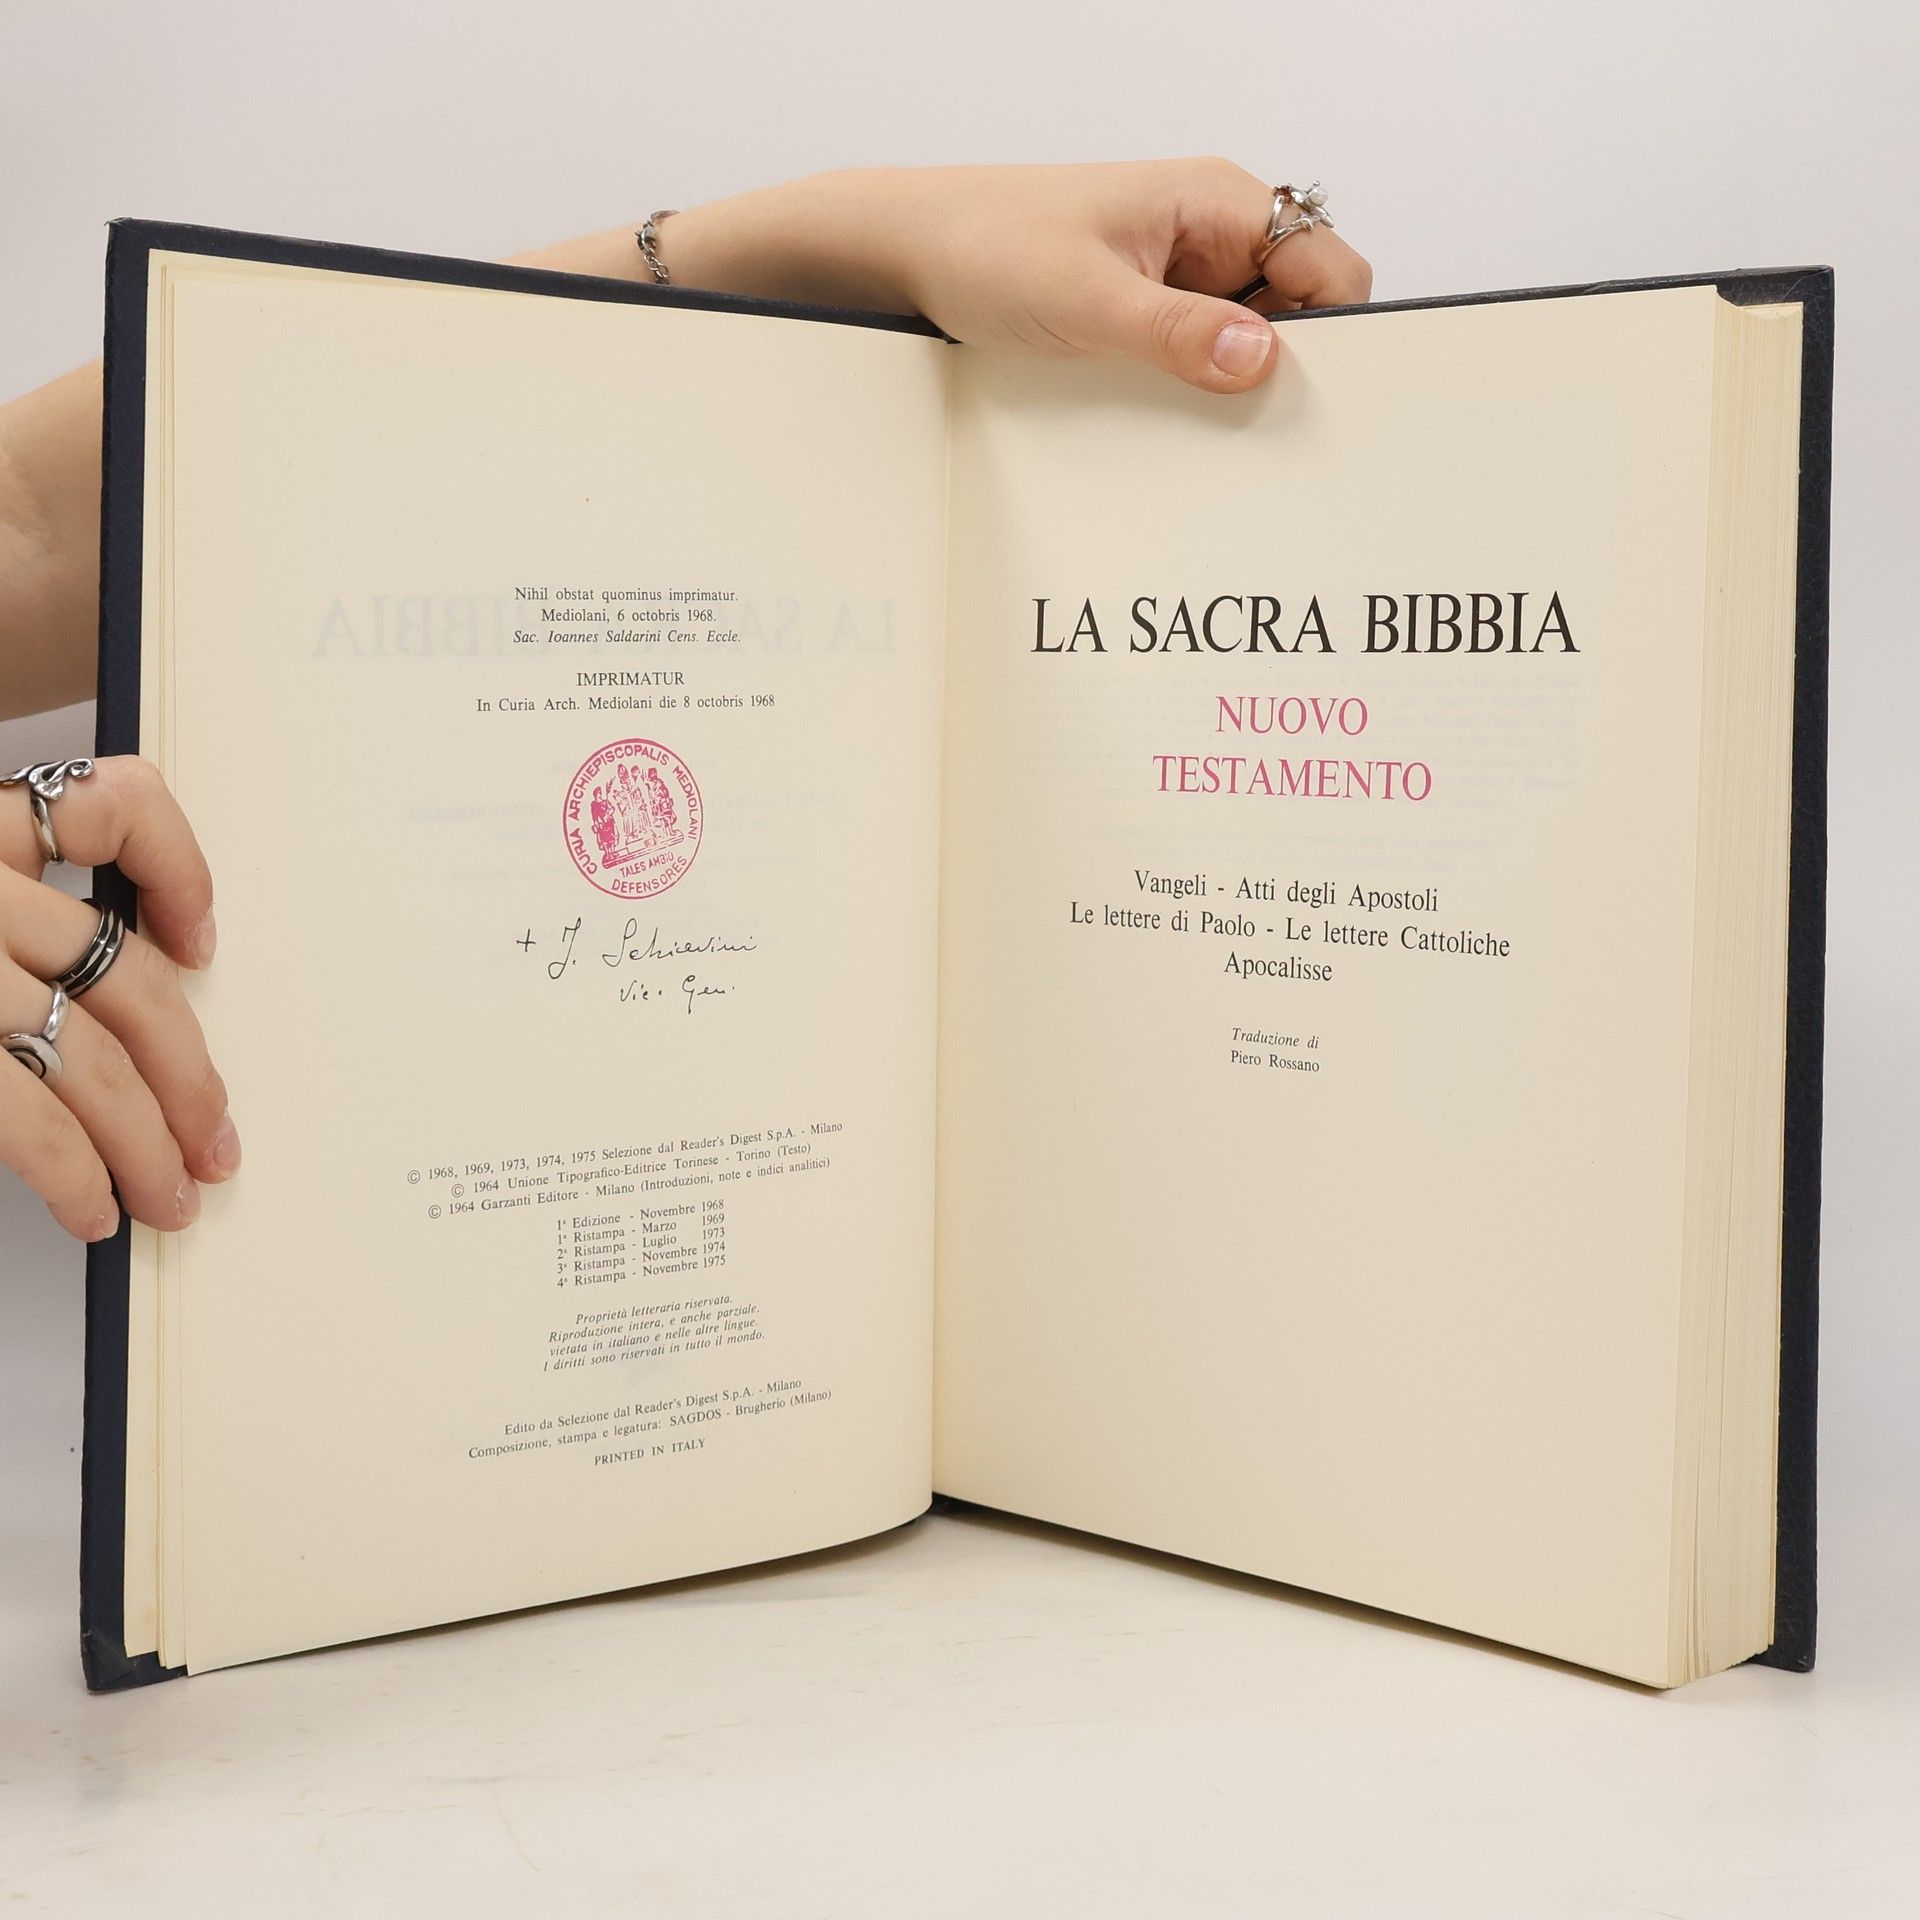 Nihil obstat quominus imprimatur.
Mediolani, 6 octobris 1968.
Sac. Ioannes Saldarini Cens. Eccle.
IMPRIMATUR
In Curia Arch. Mediolani die 8 octobris 1968
CURIA ARCHIEPISCOPALIS MEDIOLANI
TALES AMBIO
DEFENSORES
+ J. Schiavini
Vic. Gen.
© 1968, 1969, 1973, 1974, 1975 Selezione dal Reader's Digest S.p.A. - Milano
© 1964 Unione Tipografico-Editrice Torinese - Torino (Testo)
© 1964 Garzanti Editore - Milano (Introduzioni, note e indici analitici)
1ª Edizione - Novembre 1968
1ª Ristampa - Marzo 1969
2ª Ristampa - Luglio 1973
3ª Ristampa - Novembre 1974
4ª Ristampa - Novembre 1975
Proprietà letteraria riservata.
Riproduzione intera, e anche parziale,
vietata in italiano e nelle altre lingue.
I diritti sono riservati in tutto il mondo.
Edito da Selezione dal Reader's Digest S.p.A. - Milano
Composizione, stampa e legatura: SAGDOS - Brugherio (Milano)
PRINTED IN ITALY
LA SACRA BIBBIA
NUOVO
TESTAMENTO
Vangeli - Atti degli Apostoli
Le lettere di Paolo - Le lettere Cattoliche
Apocalisse
Traduzione di
Piero Rossano